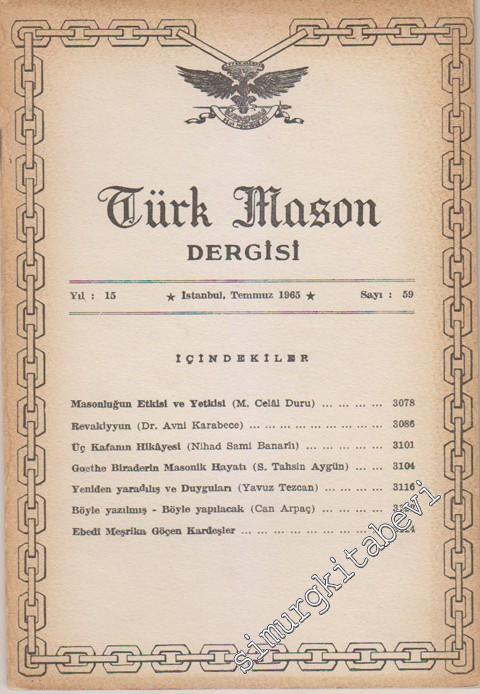 Türk Mason
DERGİSİ
Yıl : 15 ★ Istanbul, Temmuz 1965 ★ Sayı : 59
İÇİNDEKİLER
Masonluğun Etkisi ve Yetkisi (M. Celâl Duru) ... ... ... ... 3078
Revakiyyun (Dr. Avni Karabece) ... ... ... ... ... ... ... ... 3086
Üç Kafanın Hikâyesi (Nihad Sami Banarlı) ... ... ... ... ... 3101
Goethe Biraderin Masonik Hayatı (S. Tahsin Aygün) ... ... 3104
Yeniden yaradılış ve Duyguları (Yavuz Tezcan) ... ... ... 3116
Böyle yazılmış - Böyle yapılacak (Can Arpaç) ... ... ...
Ebedî Meşrika Göçen Kardeşler ... ... ... ... ... ... ...
simurgkitabevi